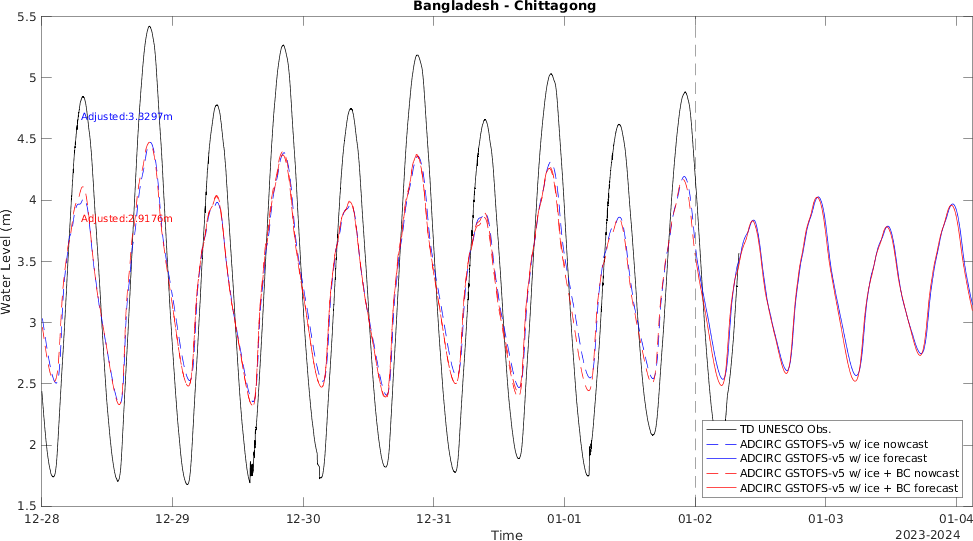 Bangladesh - Chittagong
5.5
5
4.5
4
3.5
3
2.5
2
1.5
Water Level (m)
Adjusted:3.3297m
Adjusted:2.9176m
TD UNESCO Obs.
ADCIRC GSTOFS-v5 w/ ice nowcast
ADCIRC GSTOFS-v5 w/ ice forecast
ADCIRC GSTOFS-v5 w/ ice + BC nowcast
ADCIRC GSTOFS-v5 w/ ice + BC forecast
12-28 12-29 12-30 12-31 01-01 01-02 01-03 01-04
Time
2023-2024